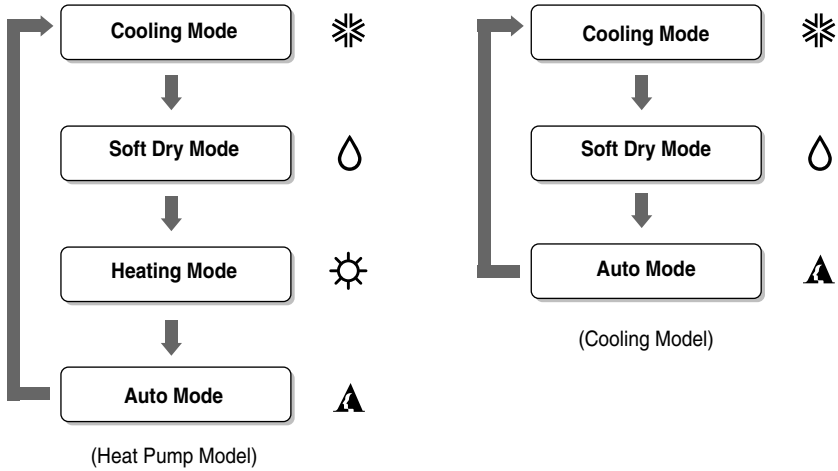 Cooling Mode
Soft Dry Mode
Heating Mode
Auto Mode
(Heat Pump Model)
Cooling Mode
Soft Dry Mode
Auto Mode
(Cooling Model)